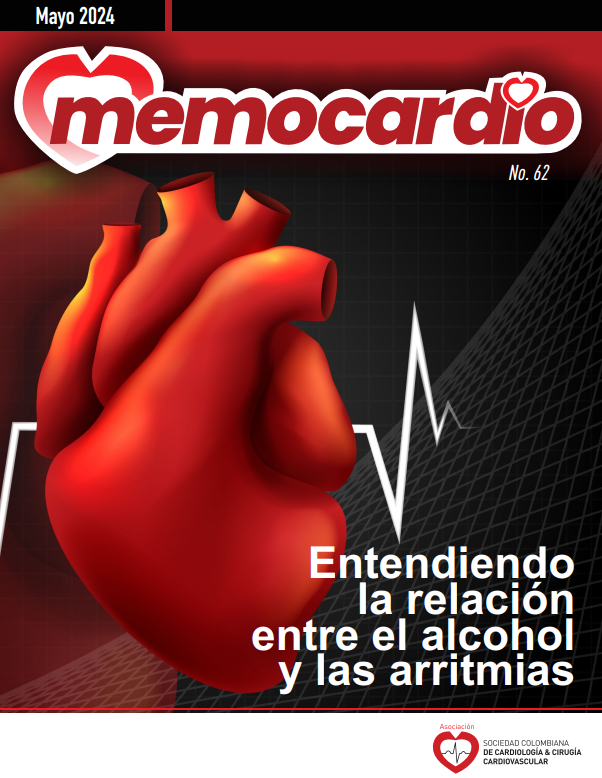 Mayo 2024
memocardio
No. 62
Entendiendo
la relación
entre el alcohol
y las arritmias
Asociación
SOCIEDAD COLOMBIANA
DE CARDIOLOGÍA & CIRUGÍA
CARDIOVASCULAR